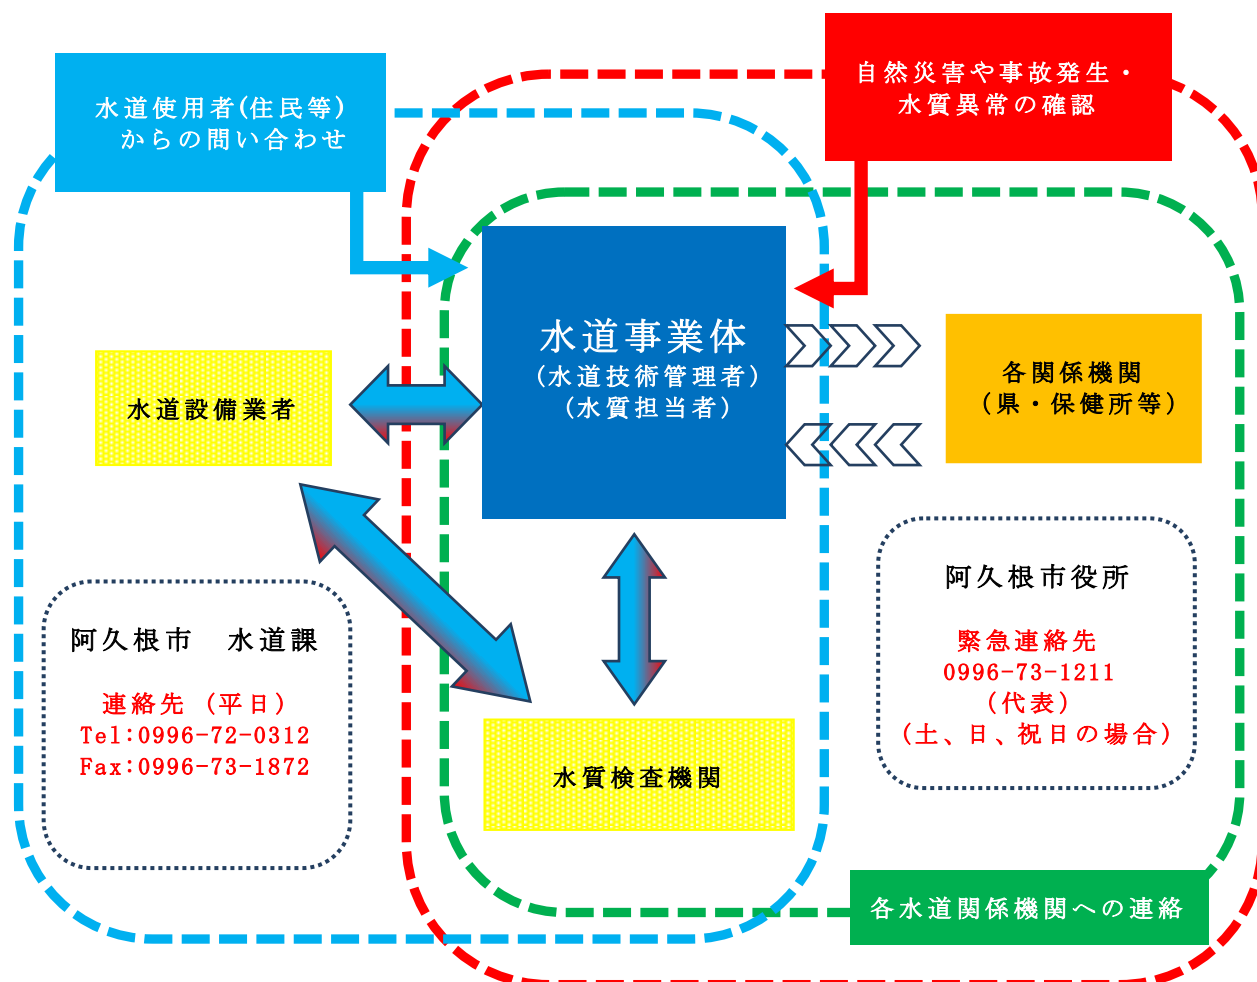 水道使用者(住民等)
からの問い合わせ
自然災害や事故発生・
水質異常の確認
水道事業体
(水道技術管理者)
(水質担当者)
水道設備業者
各関係機関
(県・保健所等)
阿久根市　水道課
連絡先 (平日)
Tel:0996-72-0312
Fax:0996-73-1872
阿久根市役所
緊急連絡先
0996-73-1211
(代表)
(土、日、祝日の場合)
水質検査機関
各水道関係機関への連絡